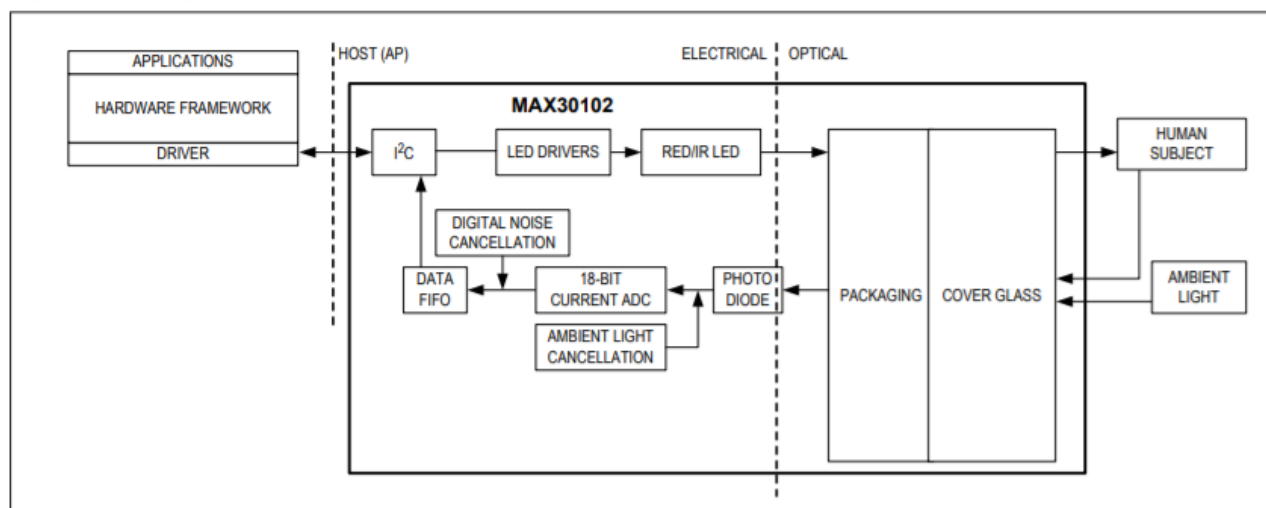 HOST (AP)
ELECTRICAL
OPTICAL
APPLICATIONS
HARDWARE FRAMEWORK
DRIVER
MAX30102
I²C
LED DRIVERS
RED/IR LED
HUMAN
SUBJECT
DIGITAL NOISE
CANCELLATION
DATA
FIFO
18-BIT
CURRENT ADC
PHOTO
DIODE
PACKAGING
COVER GLASS
AMBIENT
LIGHT
AMBIENT LIGHT
CANCELLATION